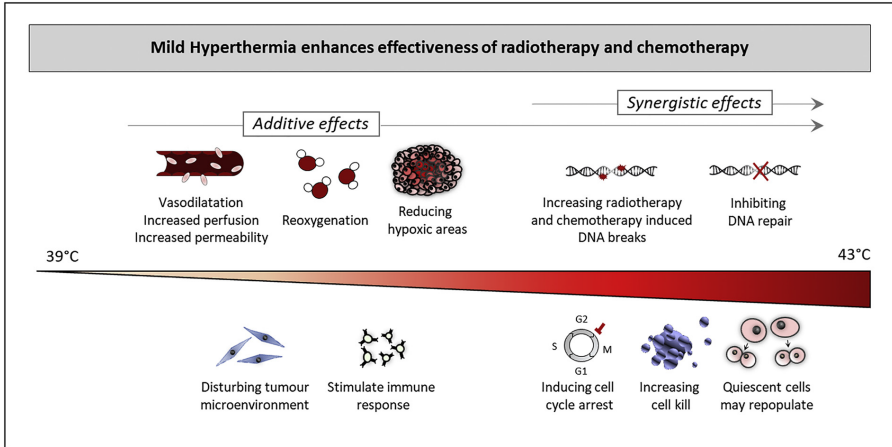 Mild Hyperthermia enhances effectiveness of radiotherapy and chemotherapy
Synergistic effects
Additive effects
Vasodilatation
Increased perfusion
Increased permeability
Reoxygenation
Reducing
hypoxic areas
Increasing radiotherapy
and chemotherapy induced
DNA breaks
Inhibiting
DNA repair
39°C
43°C
Disturbing tumour
microenvironment
Stimulate immune
response
G2
S
M
G1
Inducing cell
cycle arrest
Increasing
cell kill
Quiescent cells
may repopulate